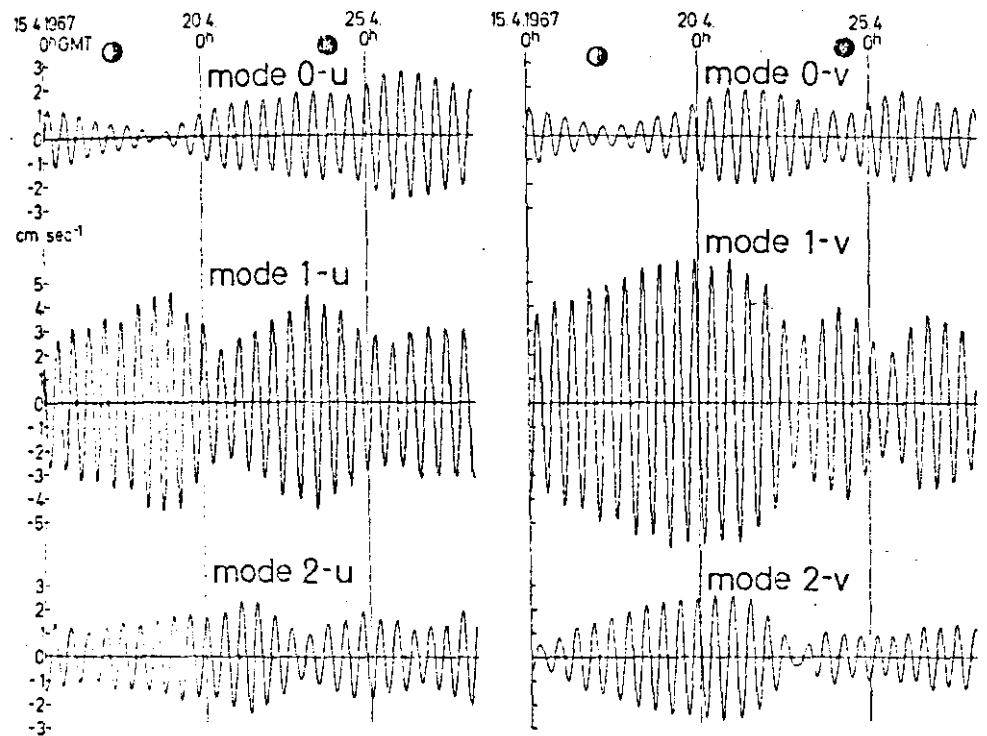 15.4.1967 20.4. 25.4.
0ʰ GMT 0ʰ 0ʰ
15.4.1967 20.4. 25.4
0ʰ 0ʰ
mode 0-u
mode 0-v
3
2
1
0
-1
-2
-3
cm sec⁻¹
mode 1-u
mode 1-v
5
4
3
2
1
0
-1
-2
-3
-4
-5
mode 2-u
mode 2-v
3
2
1
0
-1
-2
-3